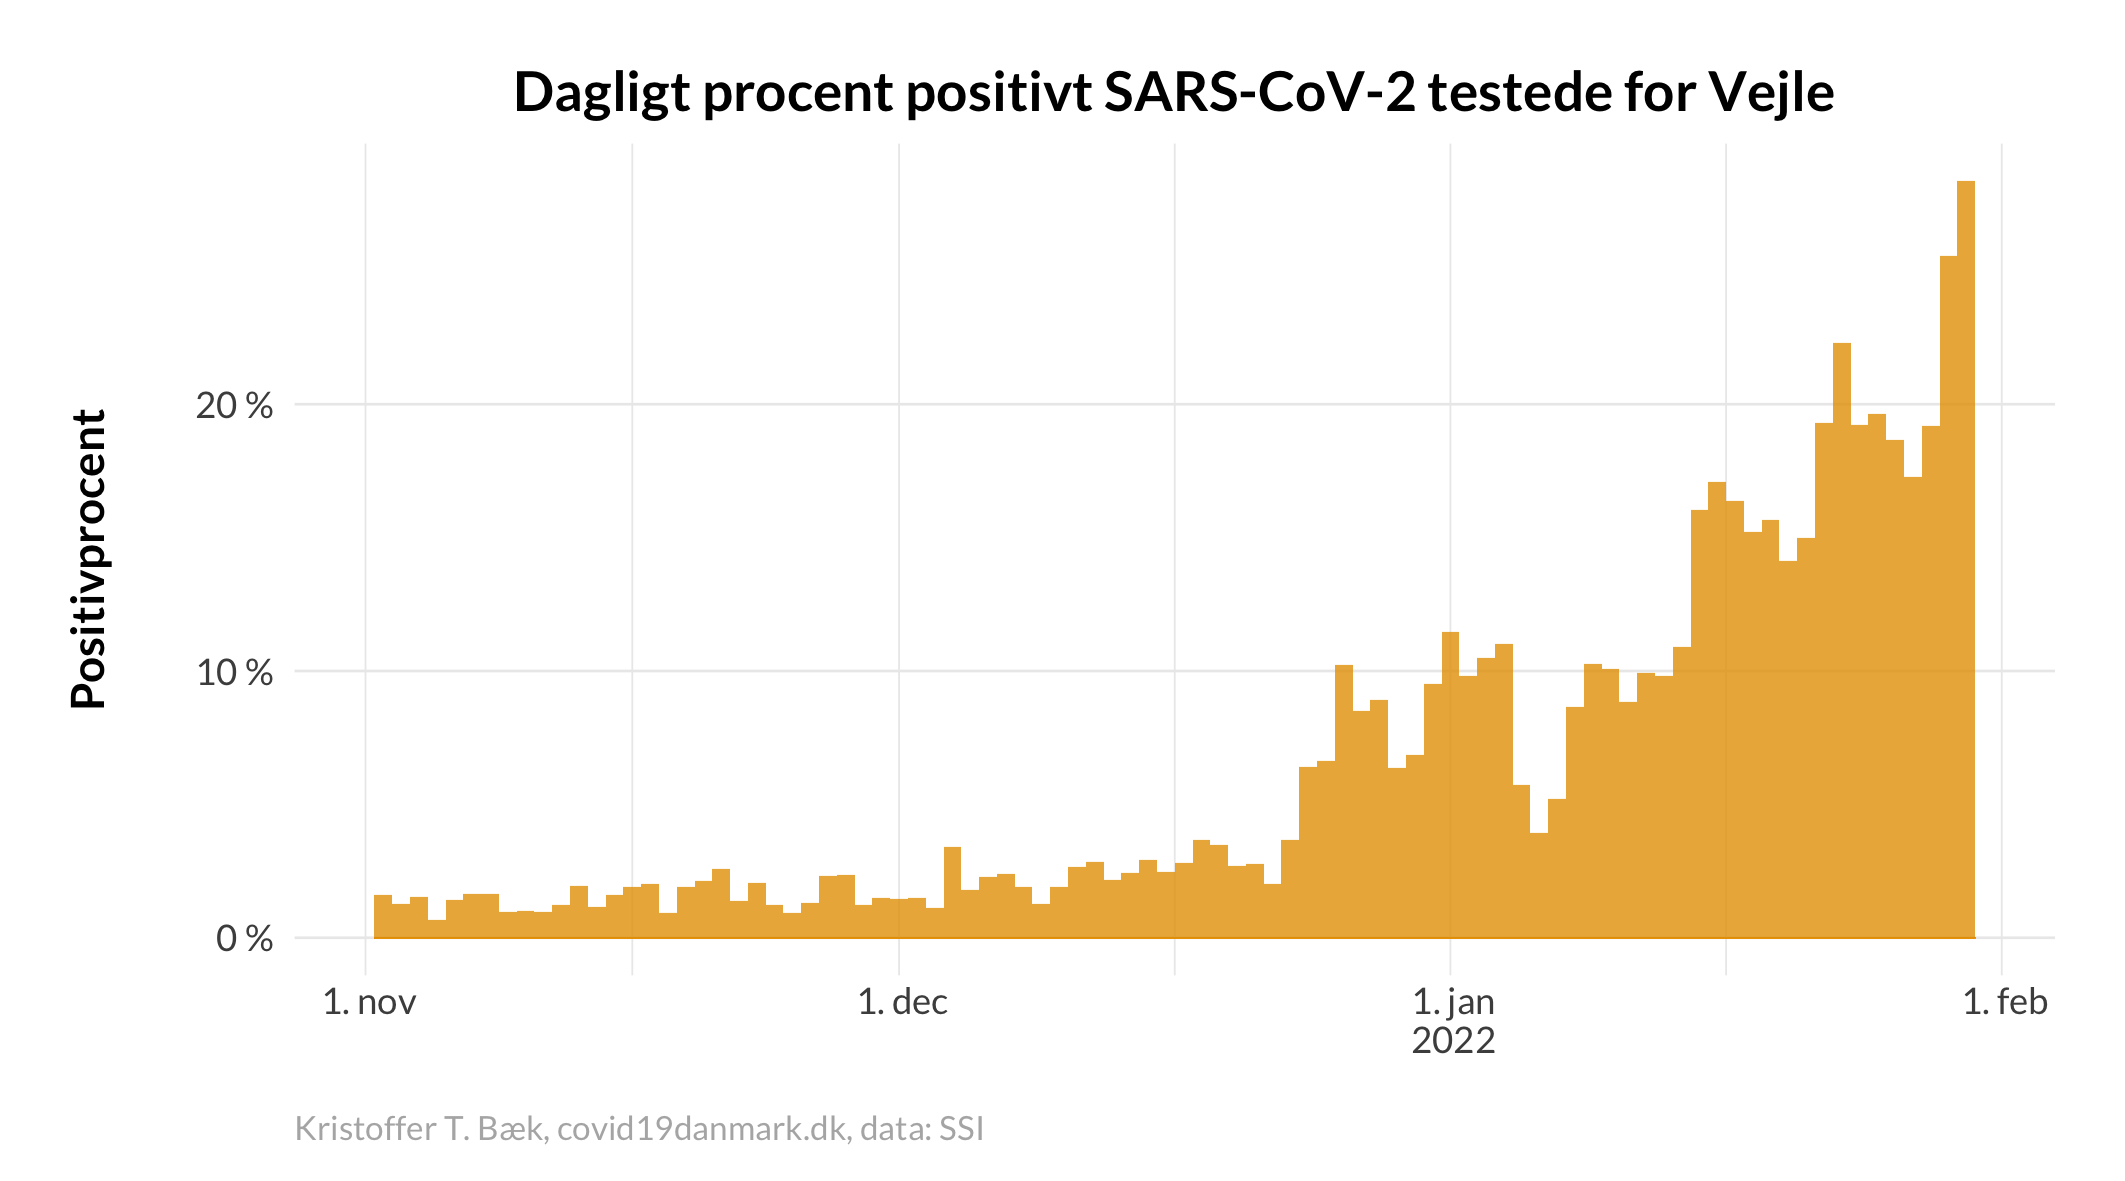 Dagligt procent positivt SARS-CoV-2 testede for Vejle
Positivprocent
20 %
10 %
0 %
1. nov
1. dec
1. jan
2022
1. feb
Kristoffer T. Bæk, covid19danmark.dk, data: SSI